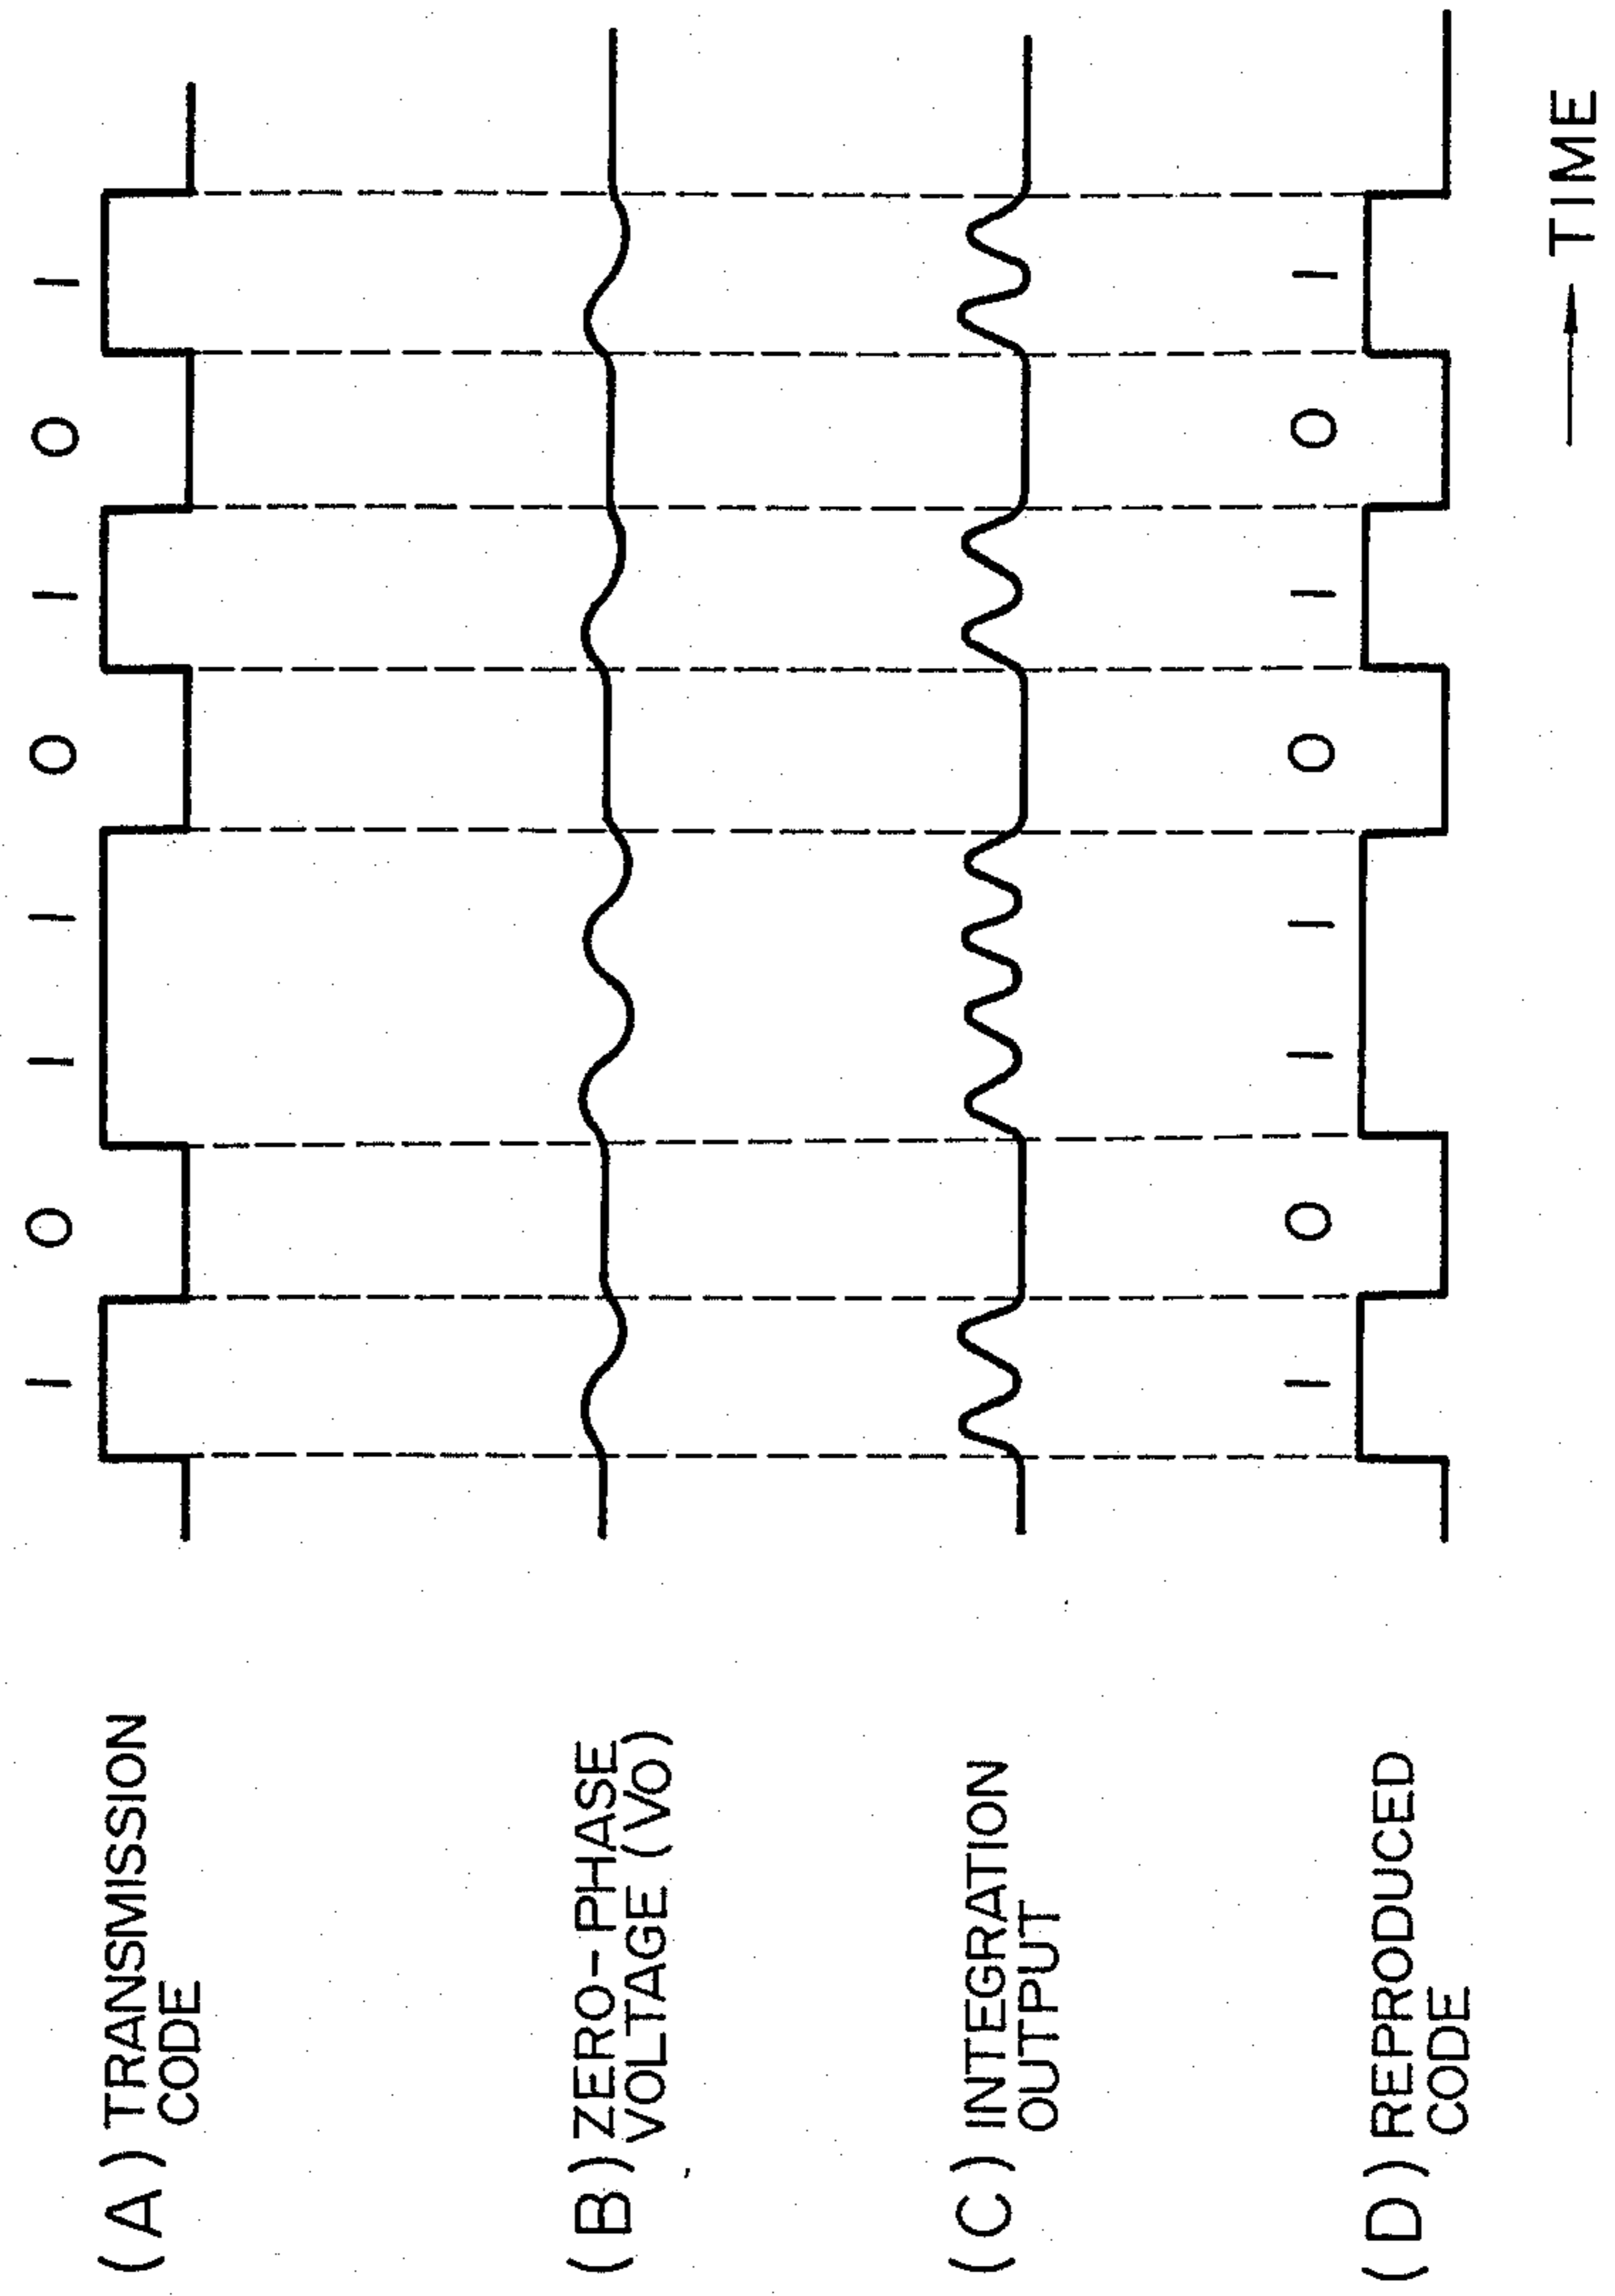 (A) TRANSMISSION
CODE
1 0 1 1 0 1 0 1
(B) ZERO-PHASE
VOLTAGE (VO)
(C) INTEGRATION
OUTPUT
(D) REPRODUCED
CODE
1 0 1 1 0 1 0 1
TIME